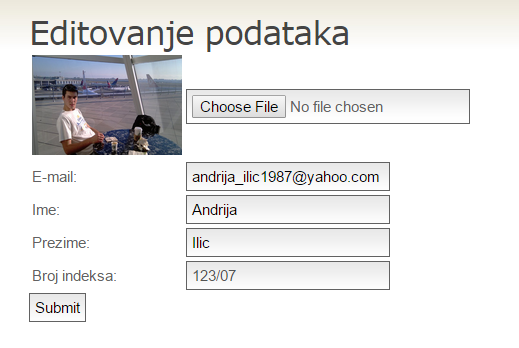 Editovanje podataka
Choose File No file chosen
E-mail: andrija_ilic1987@yahoo.com
Ime: Andrija
Prezime: Ilic
Broj indeksa: 123/07
Submit